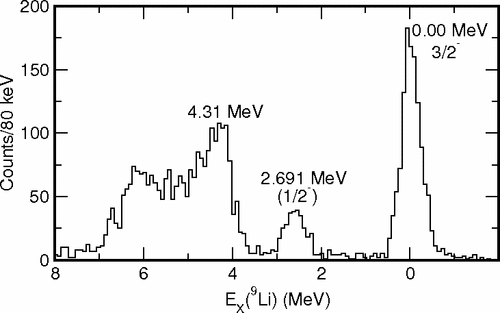 200
150
100
50
0
Counts/80 keV
0.00 MeV
3/2⁻
4.31 MeV
2.691 MeV
(1/2⁻)
8 6 4 2 0
Eₓ(⁹Li) (MeV)